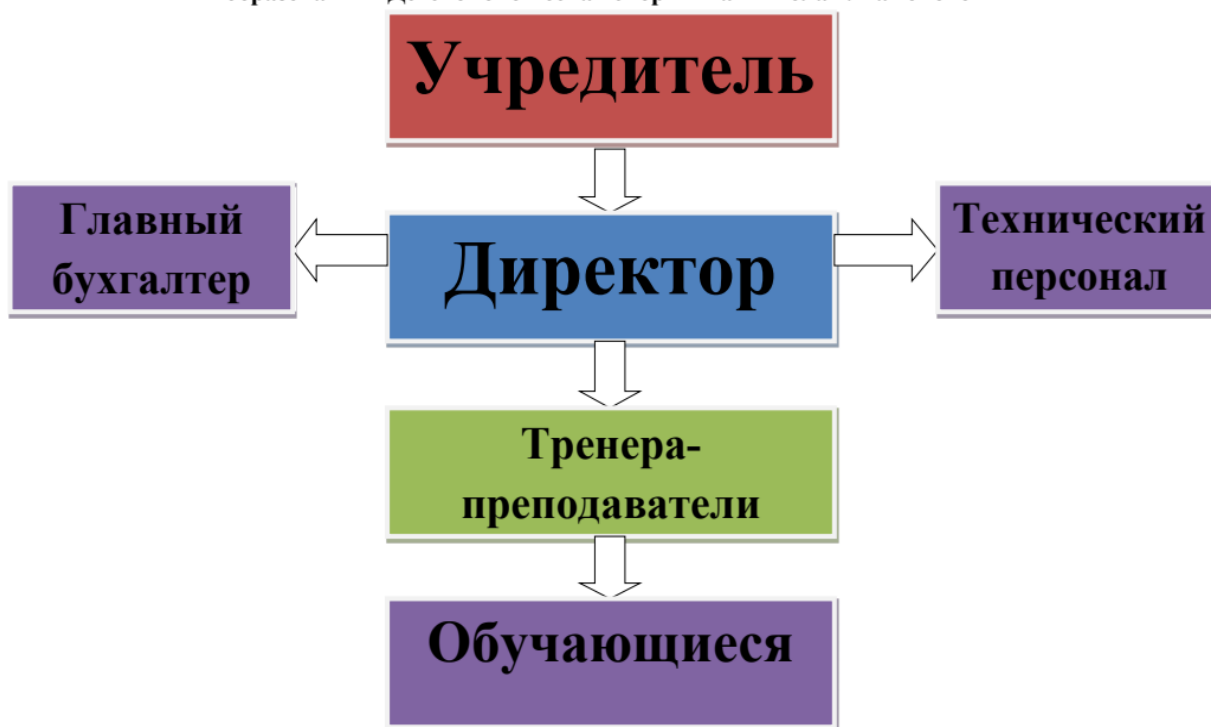 Учредитель
Главный
бухгалтер
Директор
Технический
персонал
Тренера-
преподаватели
Обучающиеся